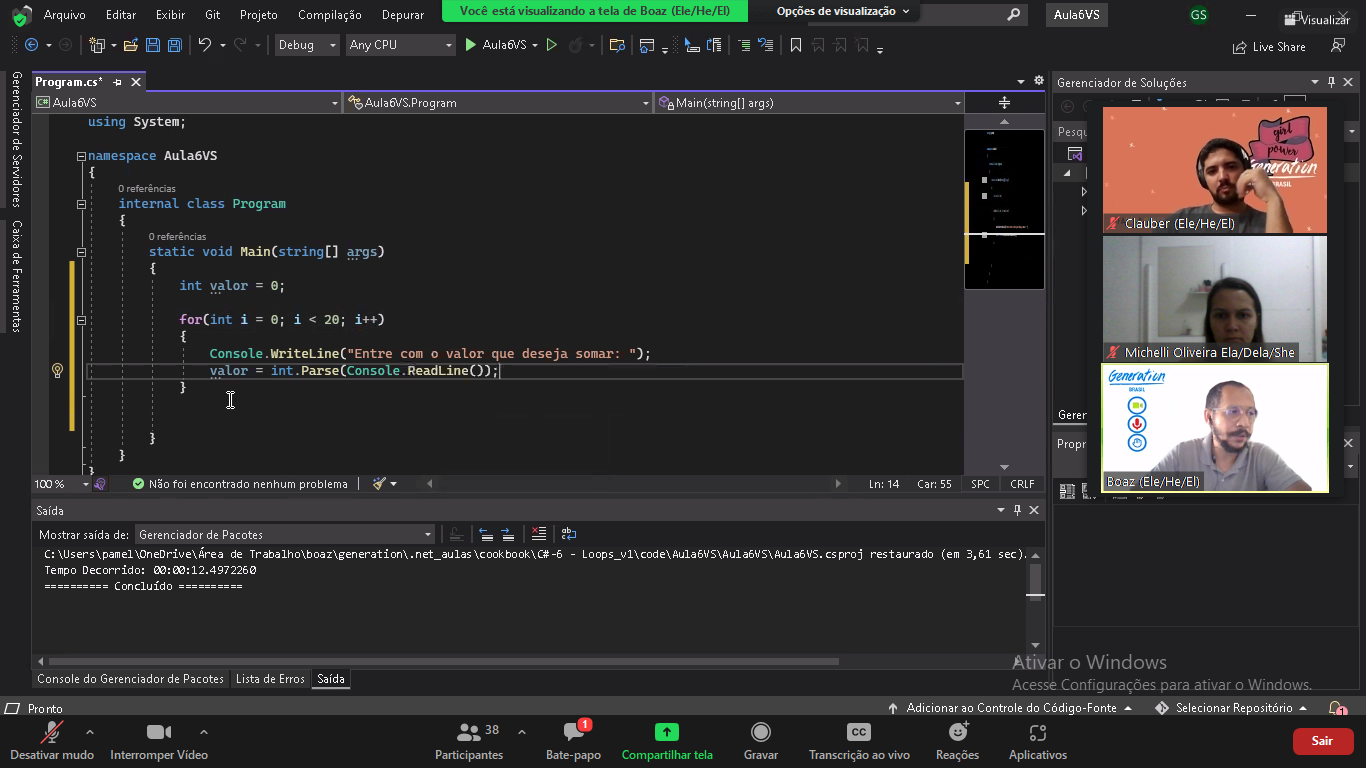 Arquivo Editar Exibir Git Projeto Compilação Depurar
Você está visualizando a tela de Boaz (Ele/He/El)
Opções de visualização
Aula6VS
GS
Visualizar
Debug Any CPU Aula6VS
Live Share
Gerenciador de Servidores
Caixa de Ferramentas
Program.cs*
Aula6VS
Aula6VS.Program
Main(string[] args)
using System;
namespace Aula6VS
{
0 referências
internal class Program
{
0 referências
static void Main(string[] args)
{
int valor = 0;
for(int i = 0; i < 20; i++)
{
Console.WriteLine("Entre com o valor que deseja somar: ");
valor = int.Parse(Console.ReadLine());
}
}
}
}
100 %
Não foi encontrado nenhum problema
Ln: 14 Car: 55 SPC CRLF
Gerenciador de Soluções
Pesqu
Geren
Propr
girl power
Generation
BRASIL
Clauber (Ele/He/El)
Michelli Oliveira Ela/Dela/She
Generation
BRASIL
Boaz (Ele/He/El)
Saída
Mostrar saída de: Gerenciador de Pacotes
C:\Users\pamel\OneDrive\Área de Trabalho\boaz\generation\.net_aulas\cookbook\C#-6 - Loops_v1\code\Aula6VS\Aula6VS\Aula6VS.csproj restaurado (em 3,61 sec).
Tempo Decorrido: 00:00:12.4972260
========== Concluído ==========
Console do Gerenciador de Pacotes Lista de Erros Saída
Ativar o Windows
Acesse Configurações para ativar o Windows.
Pronto
Adicionar ao Controle do Código-Fonte
Selecionar Repositório
1
Desativar mudo
Interromper Vídeo
Participantes
38
Bate-papo
1
Compartilhar tela
Gravar
CC
Transcrição ao vivo
Reações
Aplicativos
Sair